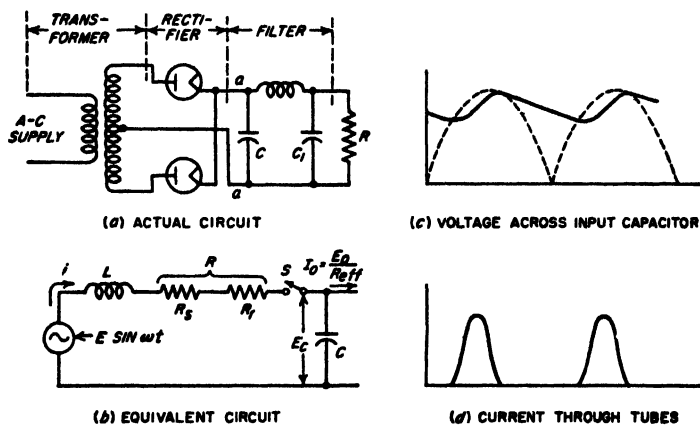 TRANS-
FORMER
RECTI-
FIER
FILTER
A-C
SUPPLY
a
C
C₁
R
a
(a) ACTUAL CIRCUIT
(c) VOLTAGE ACROSS INPUT CAPACITOR
i
L
R
Rs
Rr
S
I₀=E₀/Reff
E SIN ωt
Ec
C
(b) EQUIVALENT CIRCUIT
(d) CURRENT THROUGH TUBES